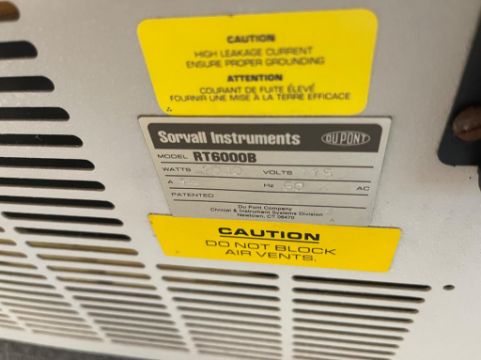 CAUTION
HIGH LEAKAGE CURRENT
ENSURE PROPER GROUNDING
ATTENTION
COURANT DE FUITE ÉLEVÉ
FOURNIR UNE MISE À LA TERRE EFFICACE
Sorvall Instruments DU PONT
MODEL RT6000B
WATTS VOLTS
A Hz 60 AC
PATENTED
Du Pont Company
Clinical & Instrument Systems Division
Newtown, CT 06470
CAUTION
DO NOT BLOCK
AIR VENTS.